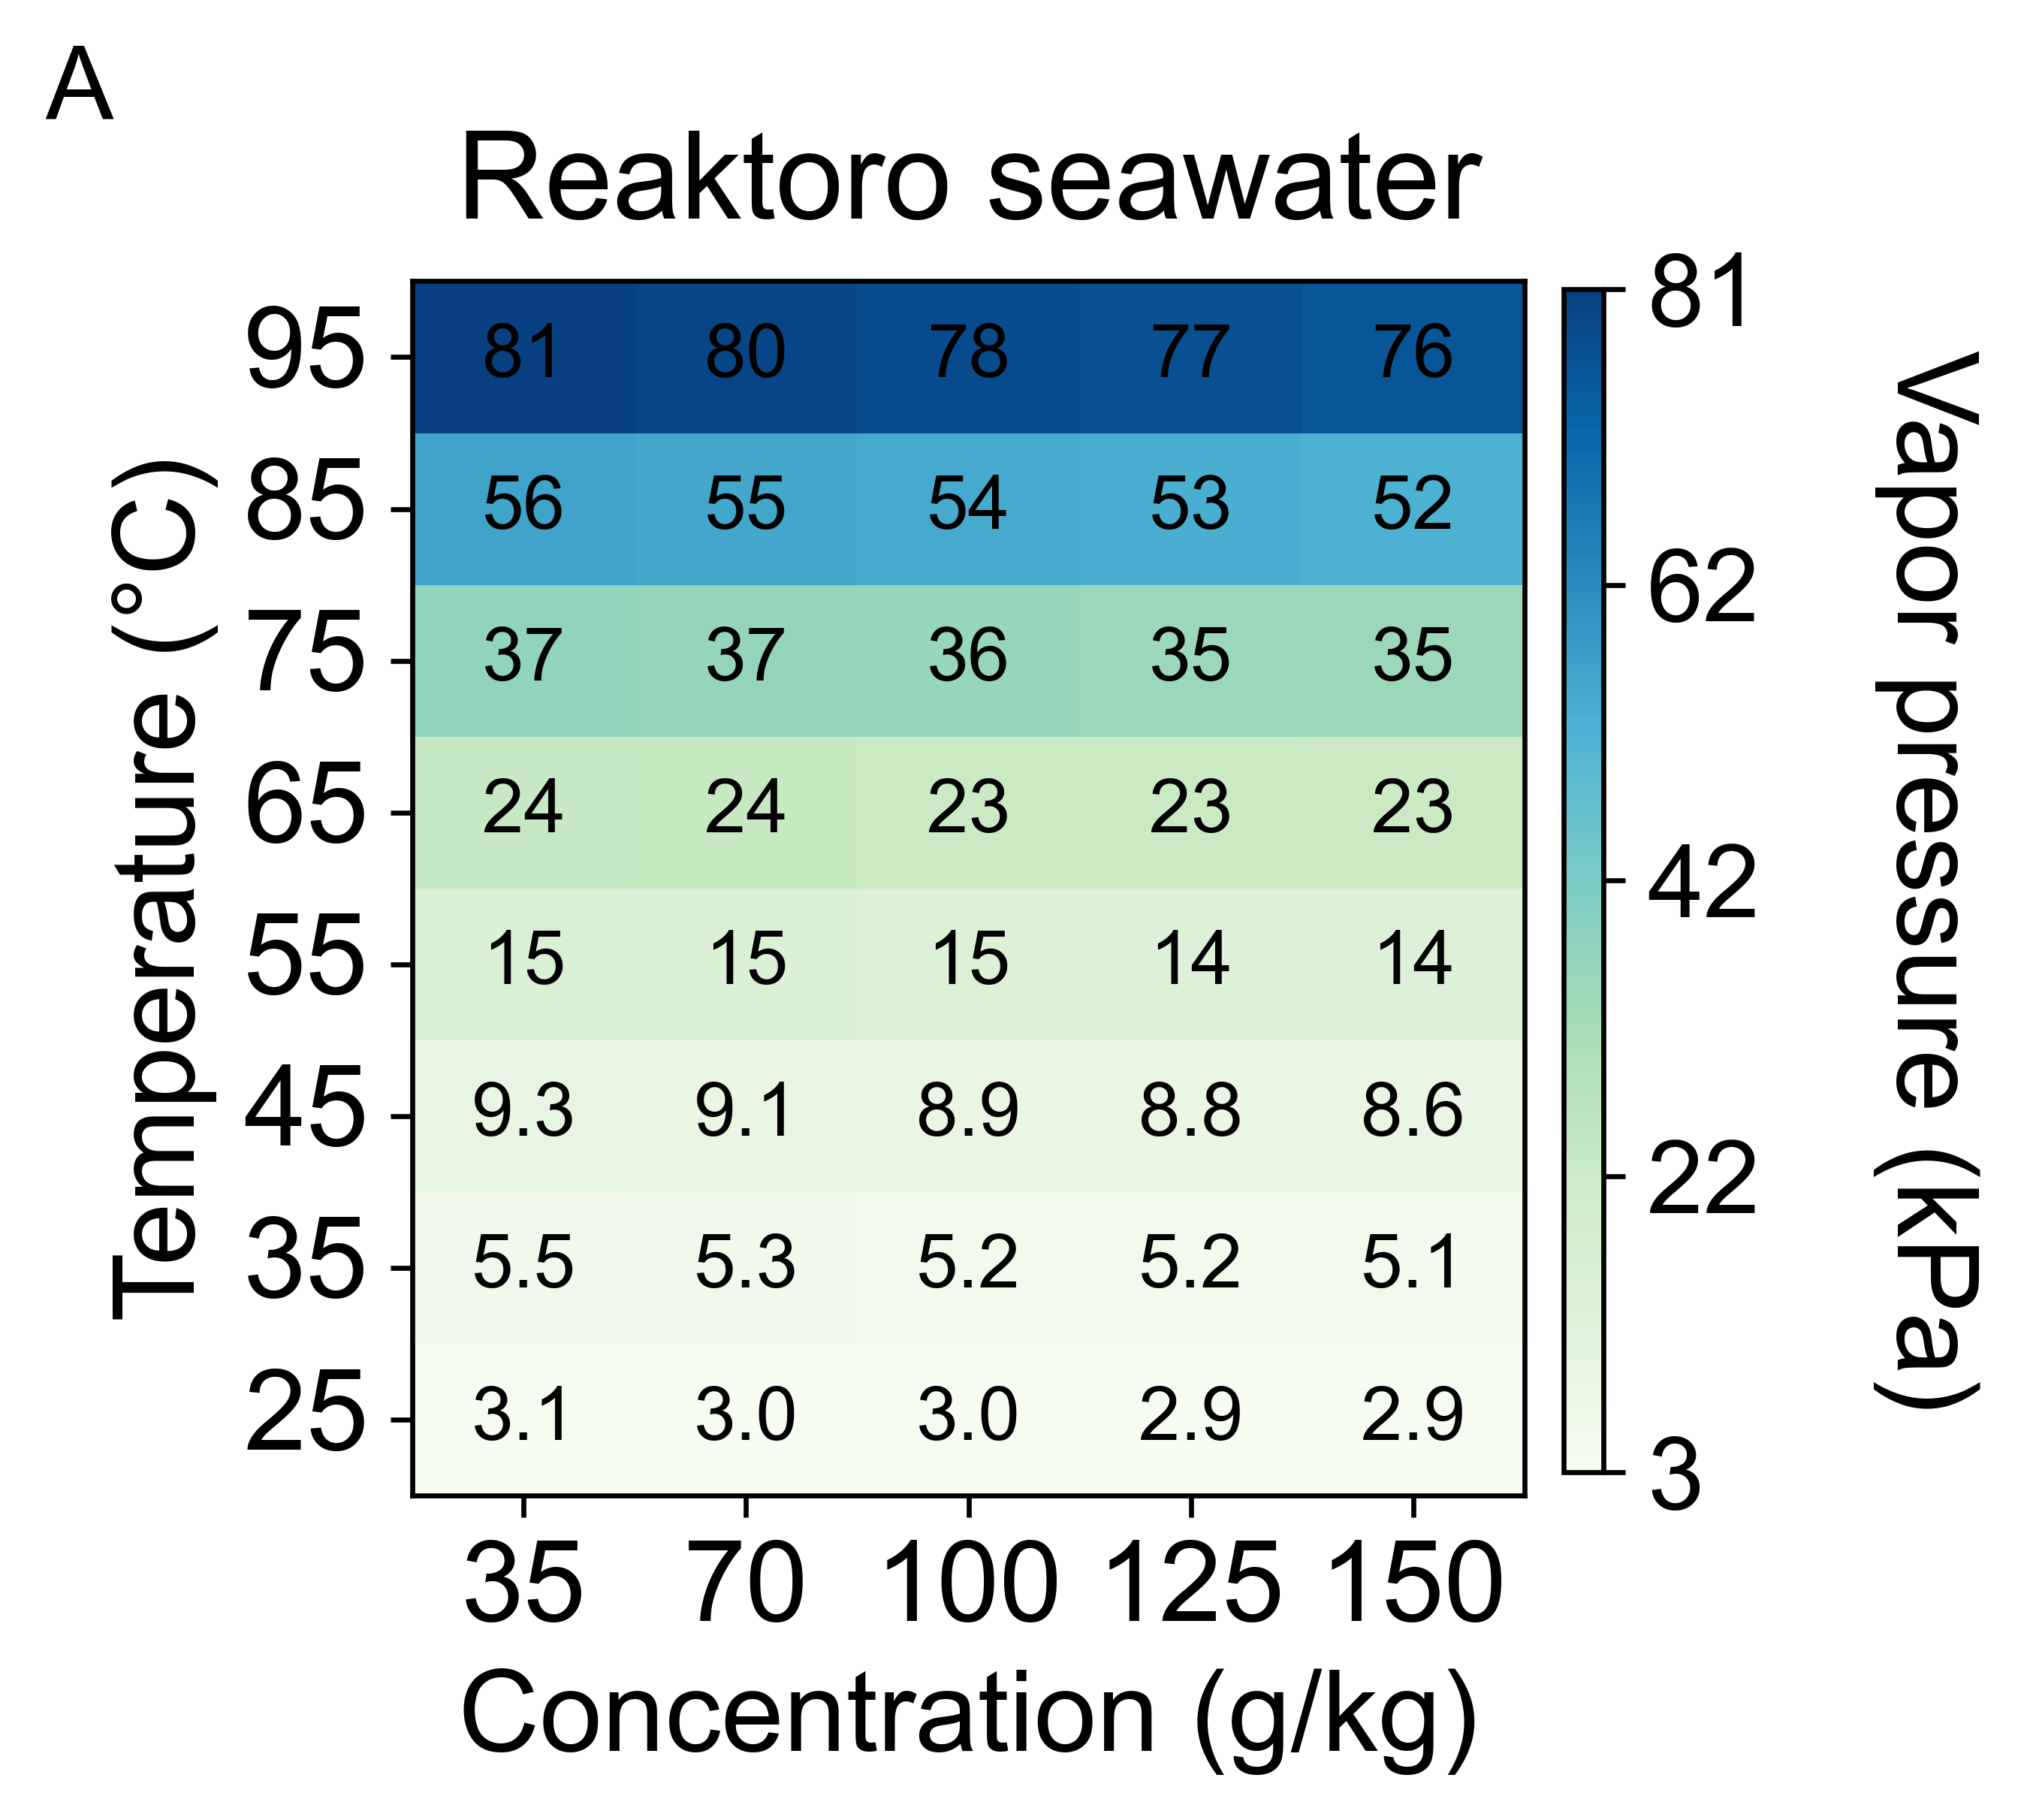 A
Reaktoro seawater
Temperature (°C)
95 81 80 78 77 76
85 56 55 54 53 52
75 37 37 36 35 35
65 24 24 23 23 23
55 15 15 15 14 14
45 9.3 9.1 8.9 8.8 8.6
35 5.5 5.3 5.2 5.2 5.1
25 3.1 3.0 3.0 2.9 2.9
35 70 100 125 150
Concentration (g/kg)
81
62
42
22
3
Vapor pressure (kPa)